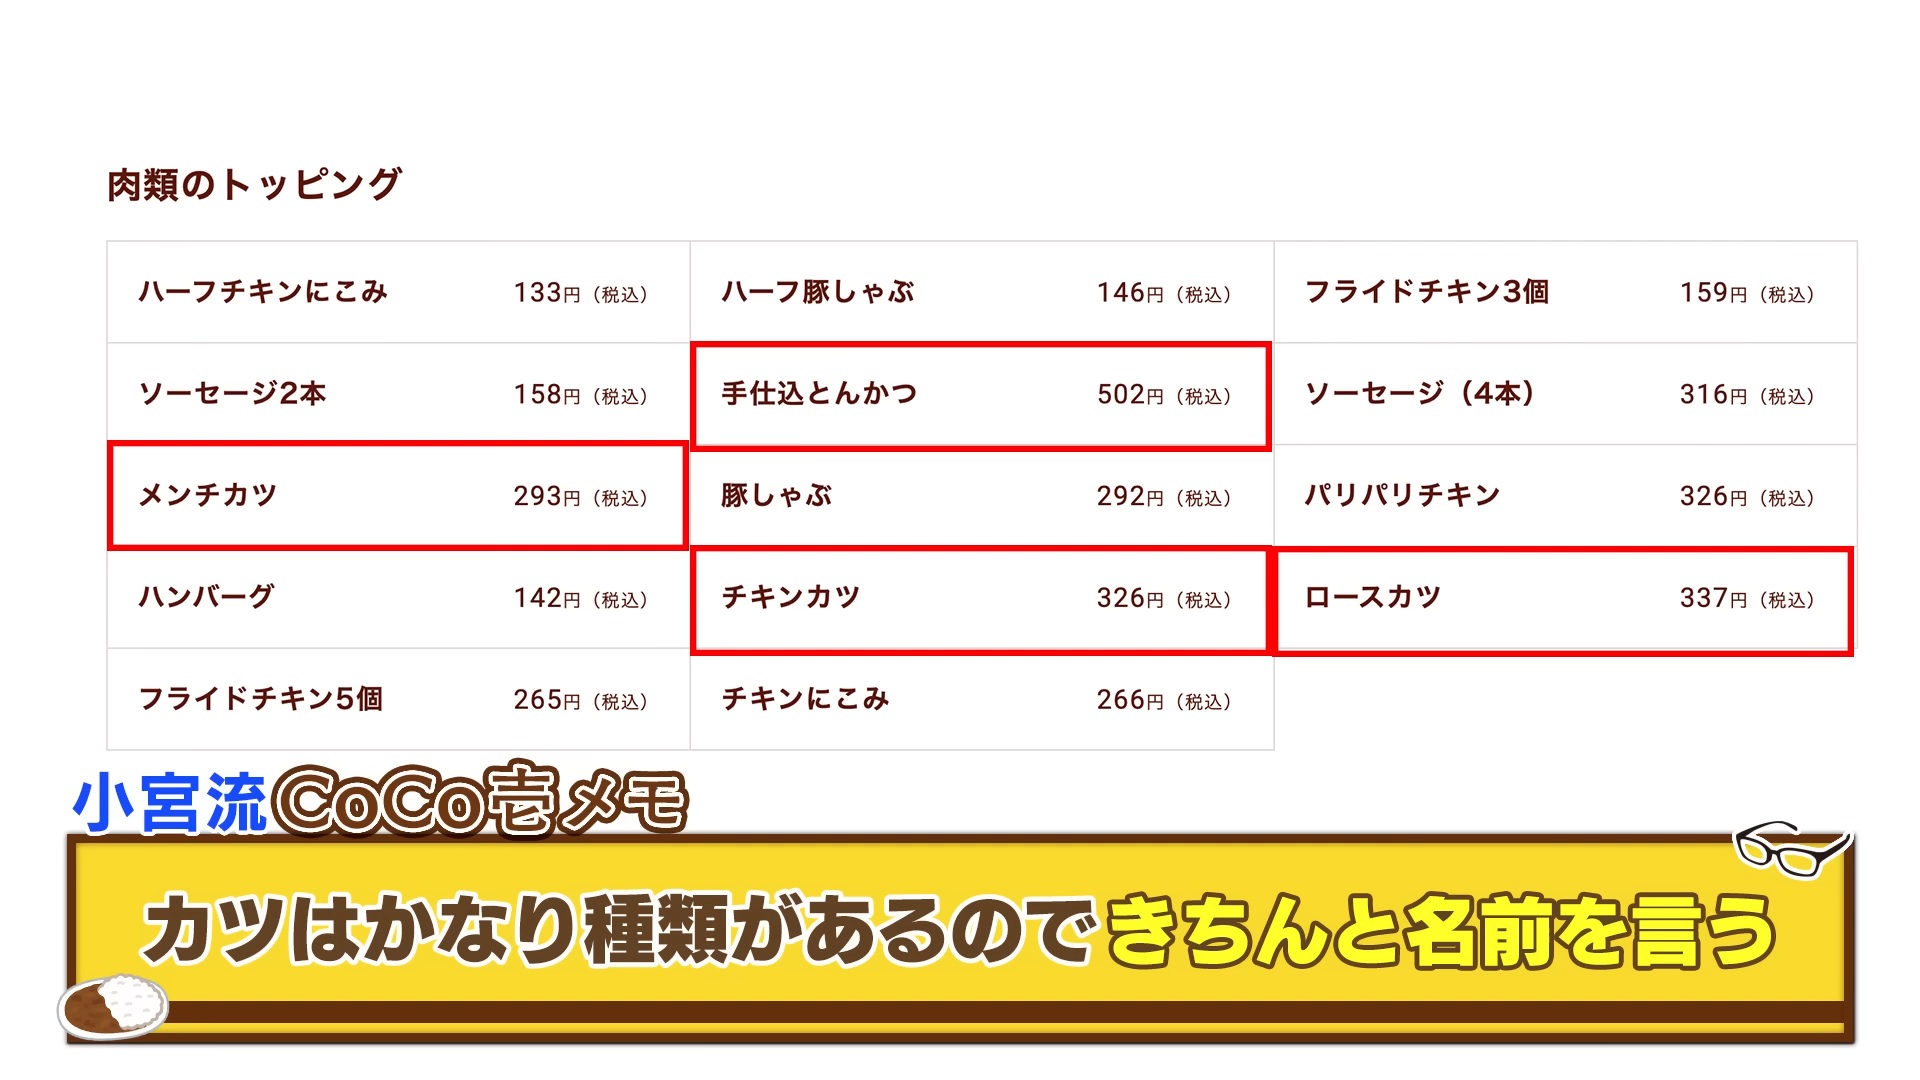 肉類のトッピング
ハーフチキンにこみ 133円（税込） ハーフ豚しゃぶ 146円（税込） フライドチキン3個 159円（税込）
ソーセージ2本 158円（税込） 手仕込とんかつ 502円（税込） ソーセージ（4本） 316円（税込）
メンチカツ 293円（税込） 豚しゃぶ 292円（税込） パリパリチキン 326円（税込）
ハンバーグ 142円（税込） チキンカツ 326円（税込） ロースカツ 337円（税込）
フライドチキン5個 265円（税込） チキンにこみ 266円（税込）
小宮流CoCo壱メモ
カツはかなり種類があるのできちんと名前を言う